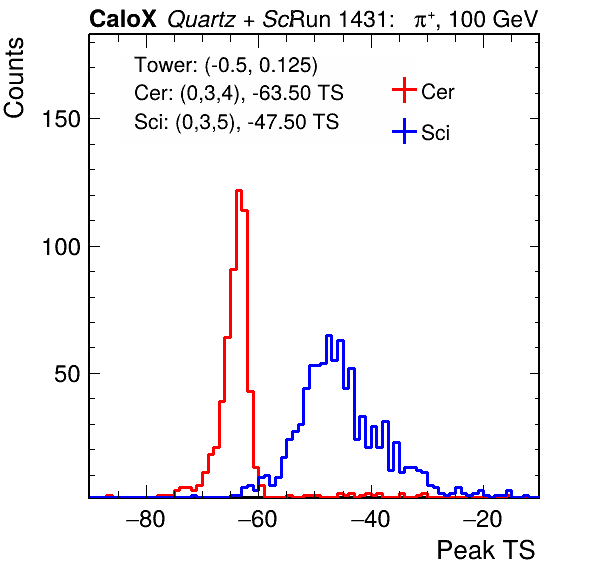 CaloX Quartz + ScRun 1431: π⁺, 100 GeV
Tower: (-0.5, 0.125)
Cer: (0,3,4), -63.50 TS
Sci: (0,3,5), -47.50 TS
Cer
Sci
Counts
150
100
50
−80 −60 −40 −20
Peak TS